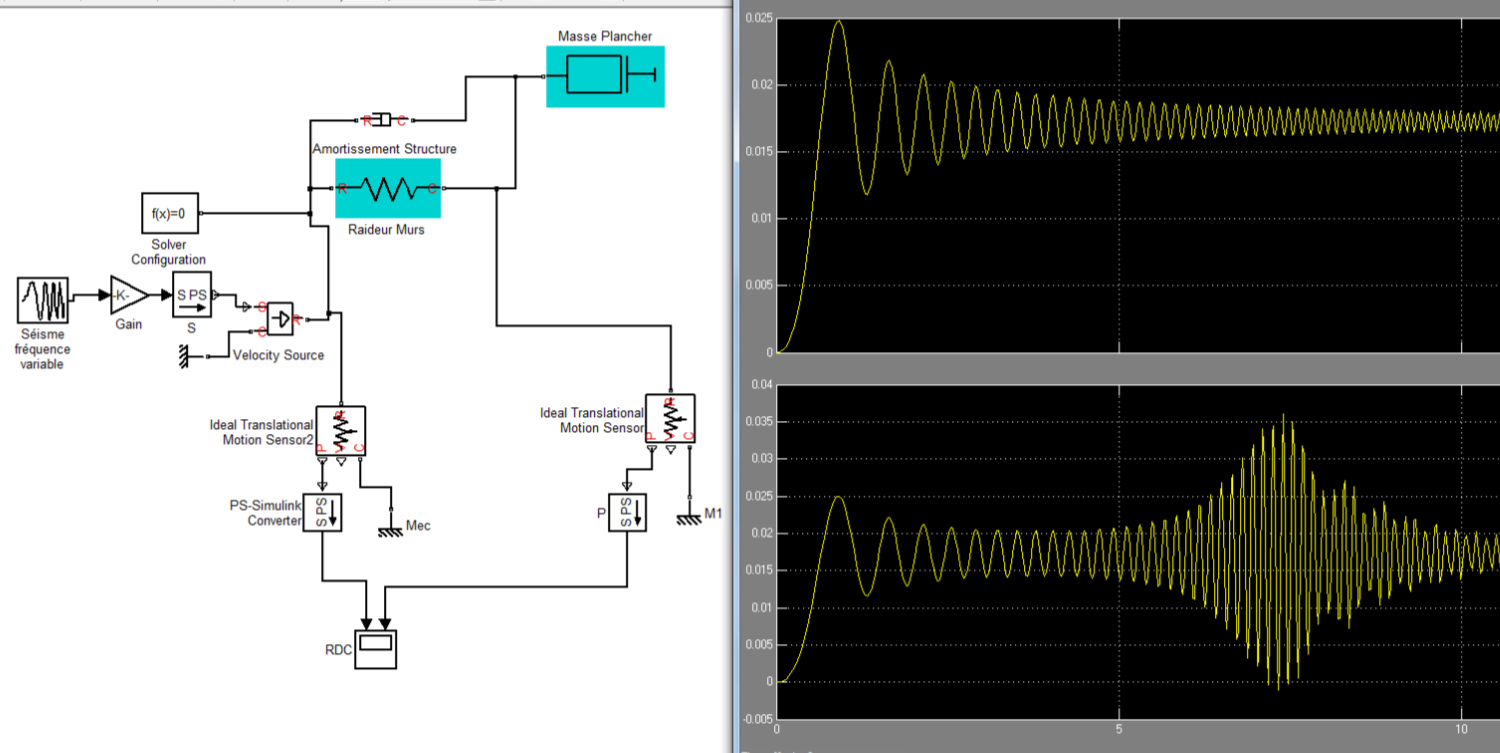 Masse Plancher
R
C
Amortissement Structure
R
C
Raideur Murs
f(x)=0
Solver
Configuration
-K-
Gain
S PS
S
S
C
R
Velocity Source
Séisme
fréquence
variable
Ideal Translational
Motion Sensor2
R
P
V
C
Ideal Translational
Motion Sensor
R
P
V
C
PS-Simulink
Converter
S PS
Mec
P
S PS
M1
RDC
0.025
0.02
0.015
0.01
0.005
0
0.04
0.035
0.03
0.025
0.02
0.015
0.01
0.005
0
-0.005
0
5
10